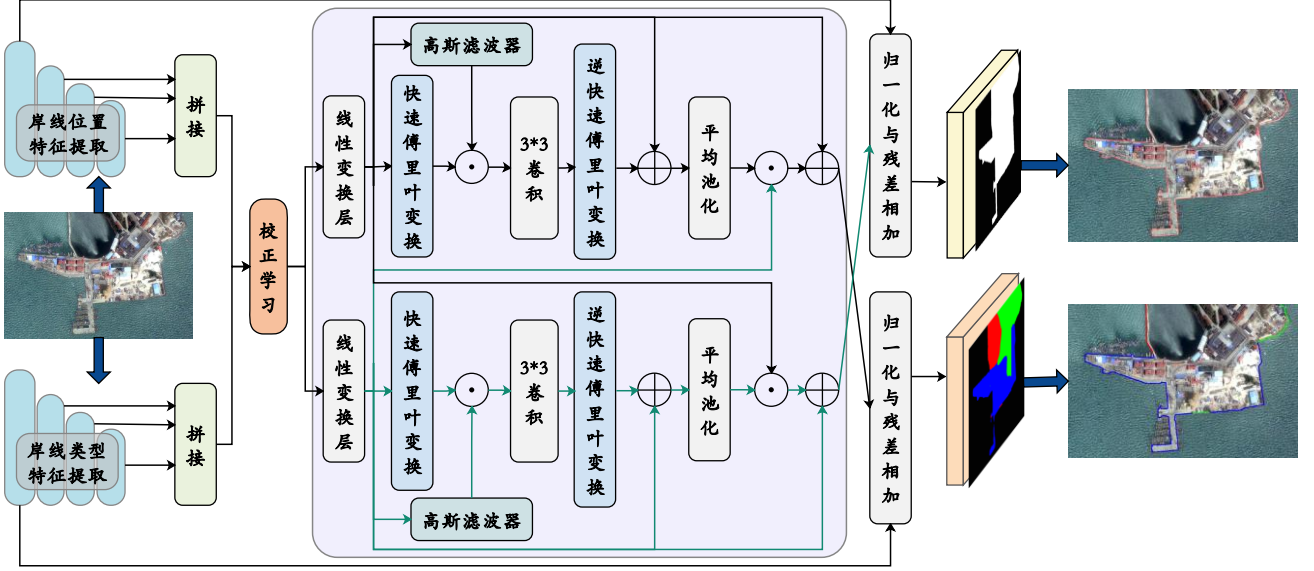 岸线位置
特征提取
拼接
高斯滤波器
线性变换层
快速傅里叶变换
3*3
卷积
逆快速傅里叶变换
平均池化
归一化与残差相加
校正学习
线性变换层
快速傅里叶变换
3*3
卷积
逆快速傅里叶变换
平均池化
归一化与残差相加
岸线类型
特征提取
拼接
高斯滤波器